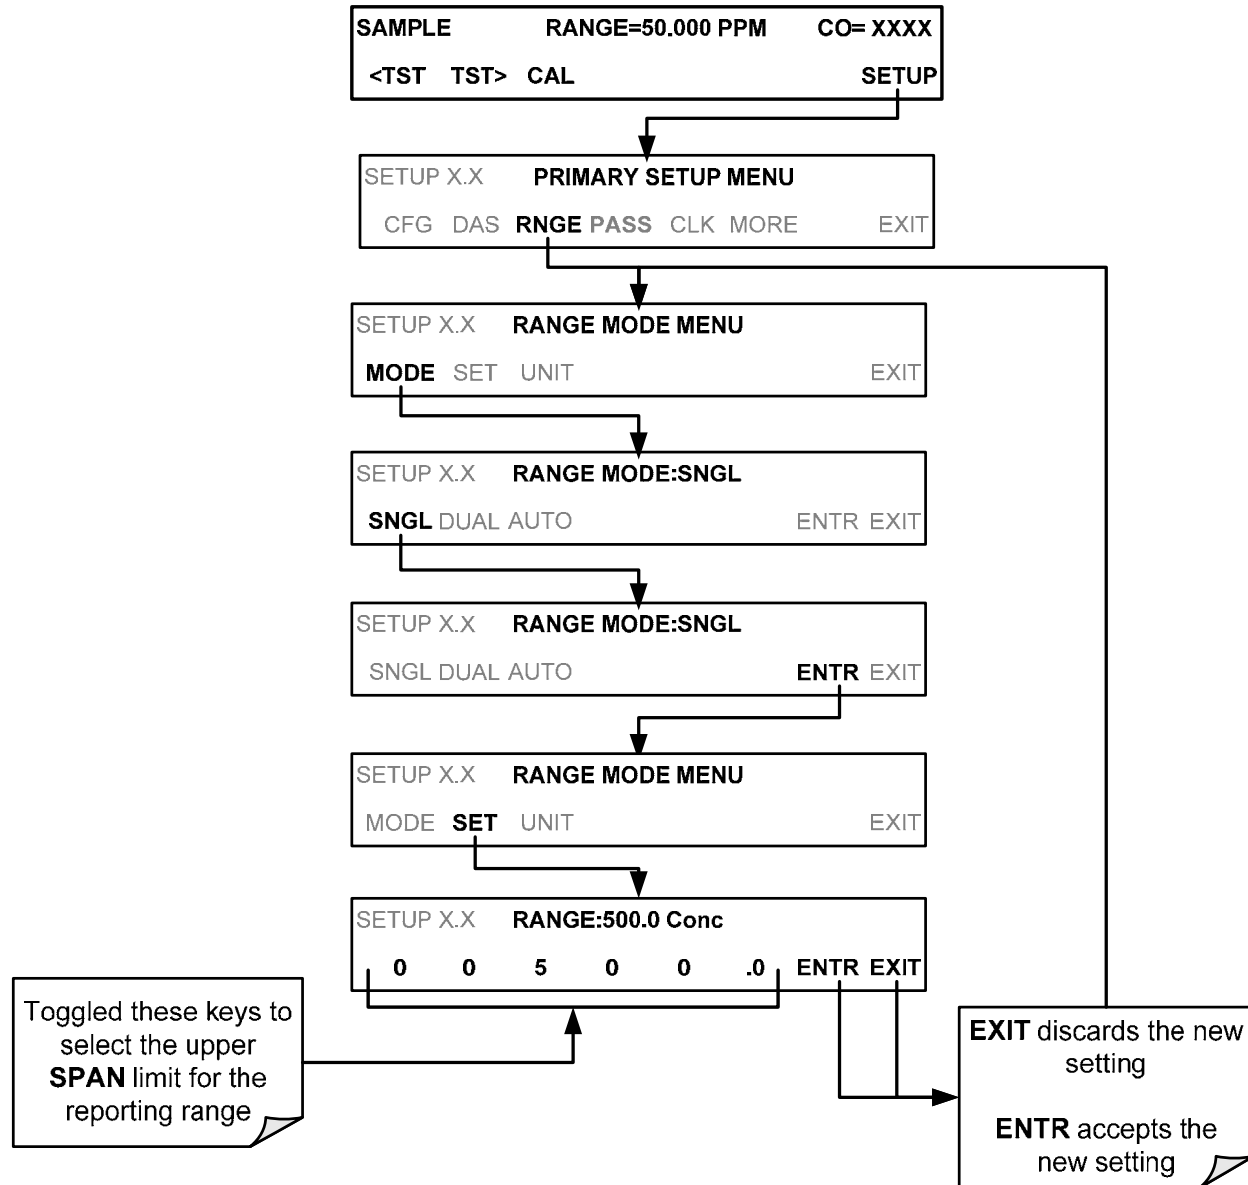 SAMPLE RANGE=50.000 PPM CO= XXXX
<TST TST> CAL SETUP
SETUP X.X PRIMARY SETUP MENU
CFG DAS RNGE PASS CLK MORE EXIT
SETUP X.X RANGE MODE MENU
MODE SET UNIT EXIT
SETUP X.X RANGE MODE:SNGL
SNGL DUAL AUTO ENTR EXIT
SETUP X.X RANGE MODE:SNGL
SNGL DUAL AUTO ENTR EXIT
SETUP X.X RANGE MODE MENU
MODE SET UNIT EXIT
SETUP X.X RANGE:500.0 Conc
0 0 5 0 0 .0 ENTR EXIT
Toggled these keys to
select the upper
SPAN limit for the
reporting range
EXIT discards the new
setting
ENTR accepts the
new setting